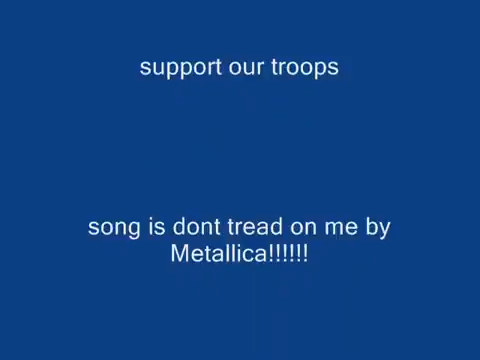 support our troops
song is dont tread on me by
Metallica!!!!!!